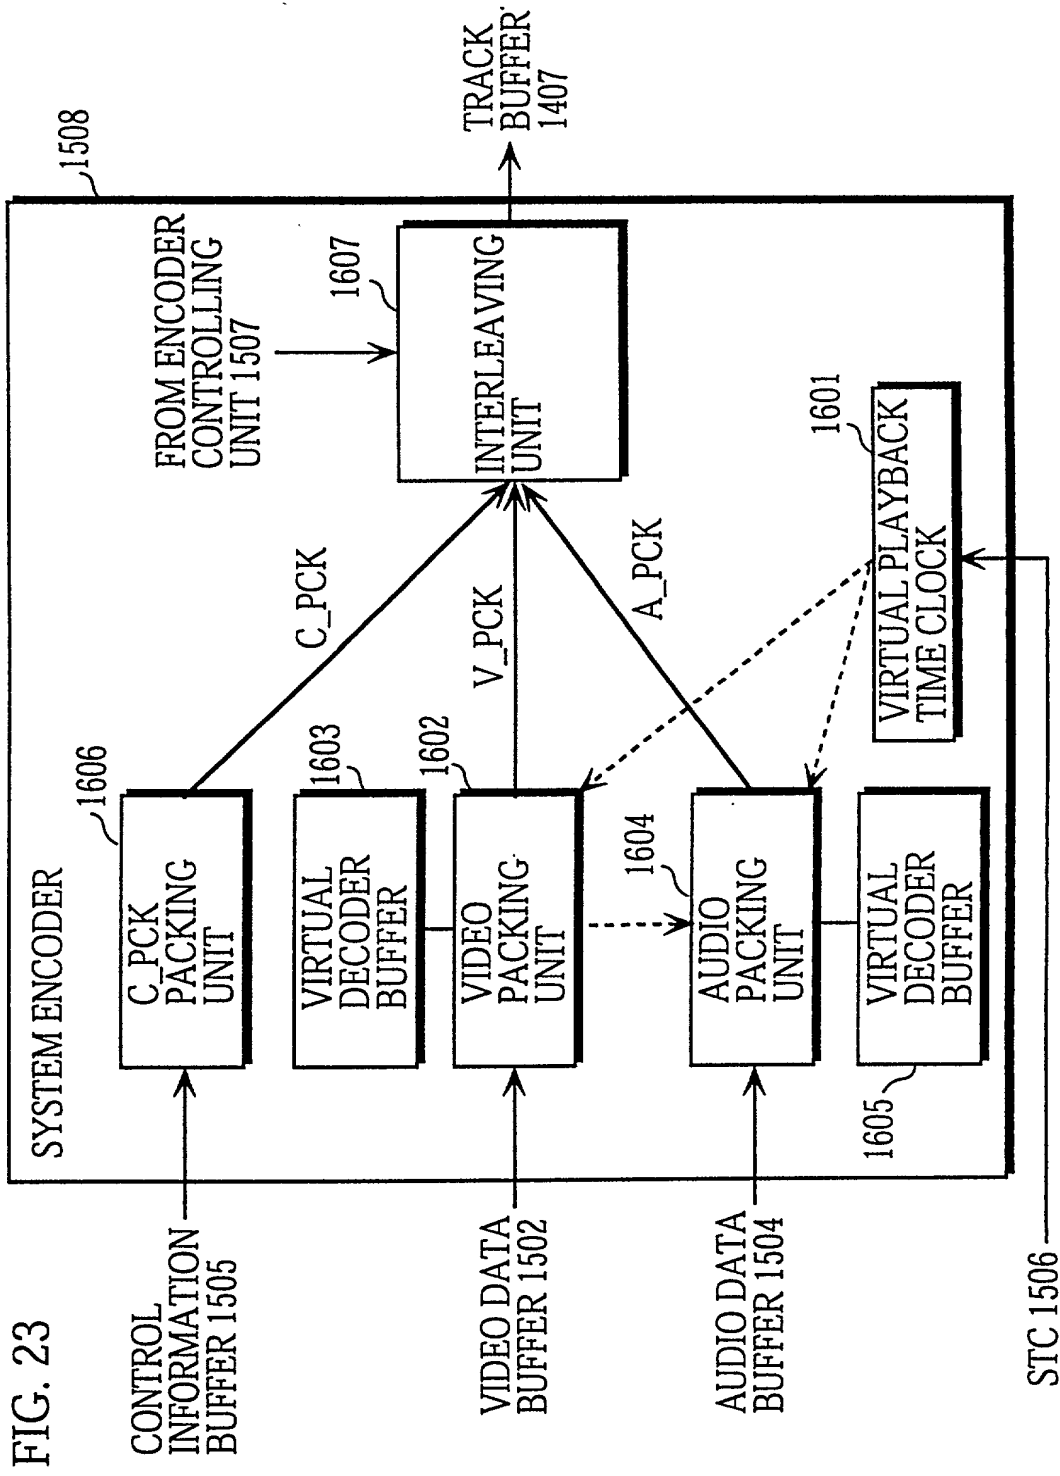 FIG. 23
SYSTEM ENCODER
1508
CONTROL
INFORMATION
BUFFER 1505
C_PCK
PACKING
UNIT
1606
C_PCK
FROM ENCODER
CONTROLLING
UNIT 1507
VIRTUAL
DECODER
BUFFER
1603
VIDEO DATA
BUFFER 1502
VIDEO
PACKING
UNIT
1602
V_PCK
INTERLEAVING
UNIT
1607
TRACK
BUFFER
1407
AUDIO DATA
BUFFER 1504
AUDIO
PACKING
UNIT
1604
A_PCK
VIRTUAL
DECODER
BUFFER
1605
VIRTUAL PLAYBACK
TIME CLOCK
1601
STC 1506